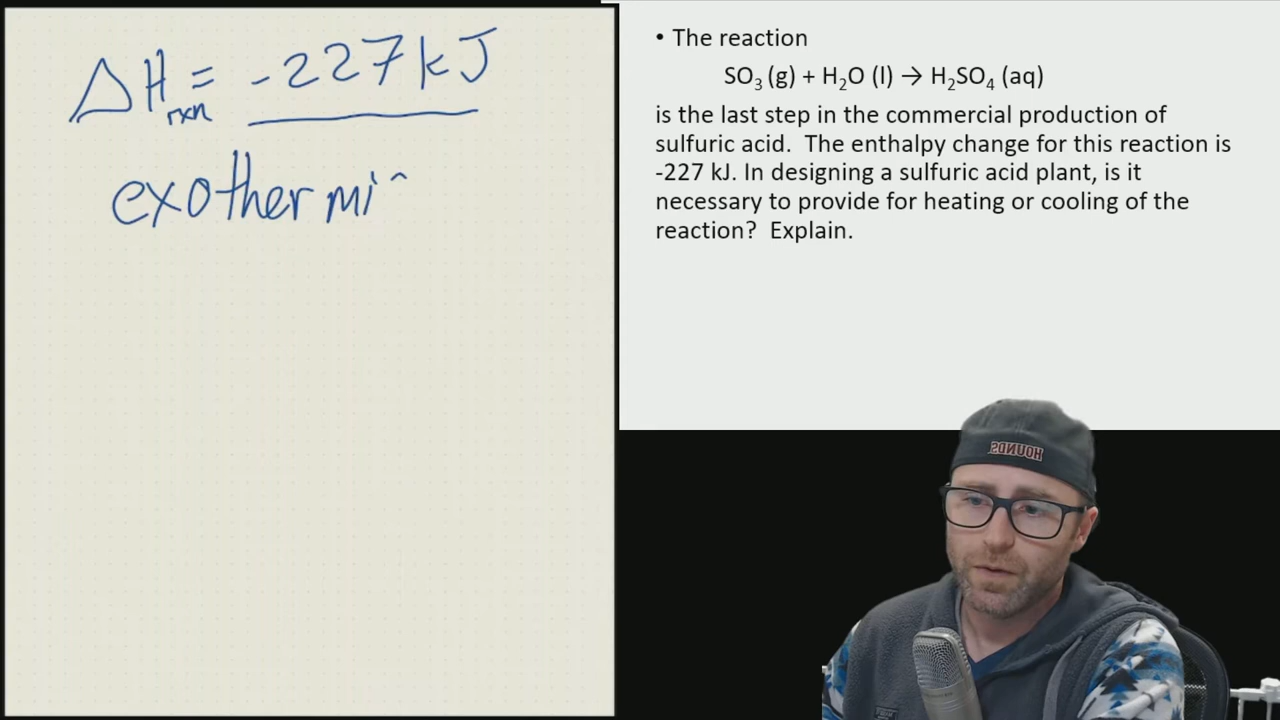 ΔH rxn = -227 kJ
exothermi
• The reaction
SO₃ (g) + H₂O (l) → H₂SO₄ (aq)
is the last step in the commercial production of
sulfuric acid. The enthalpy change for this reaction is
-227 kJ. In designing a sulfuric acid plant, is it
necessary to provide for heating or cooling of the
reaction? Explain.
HOUNDS